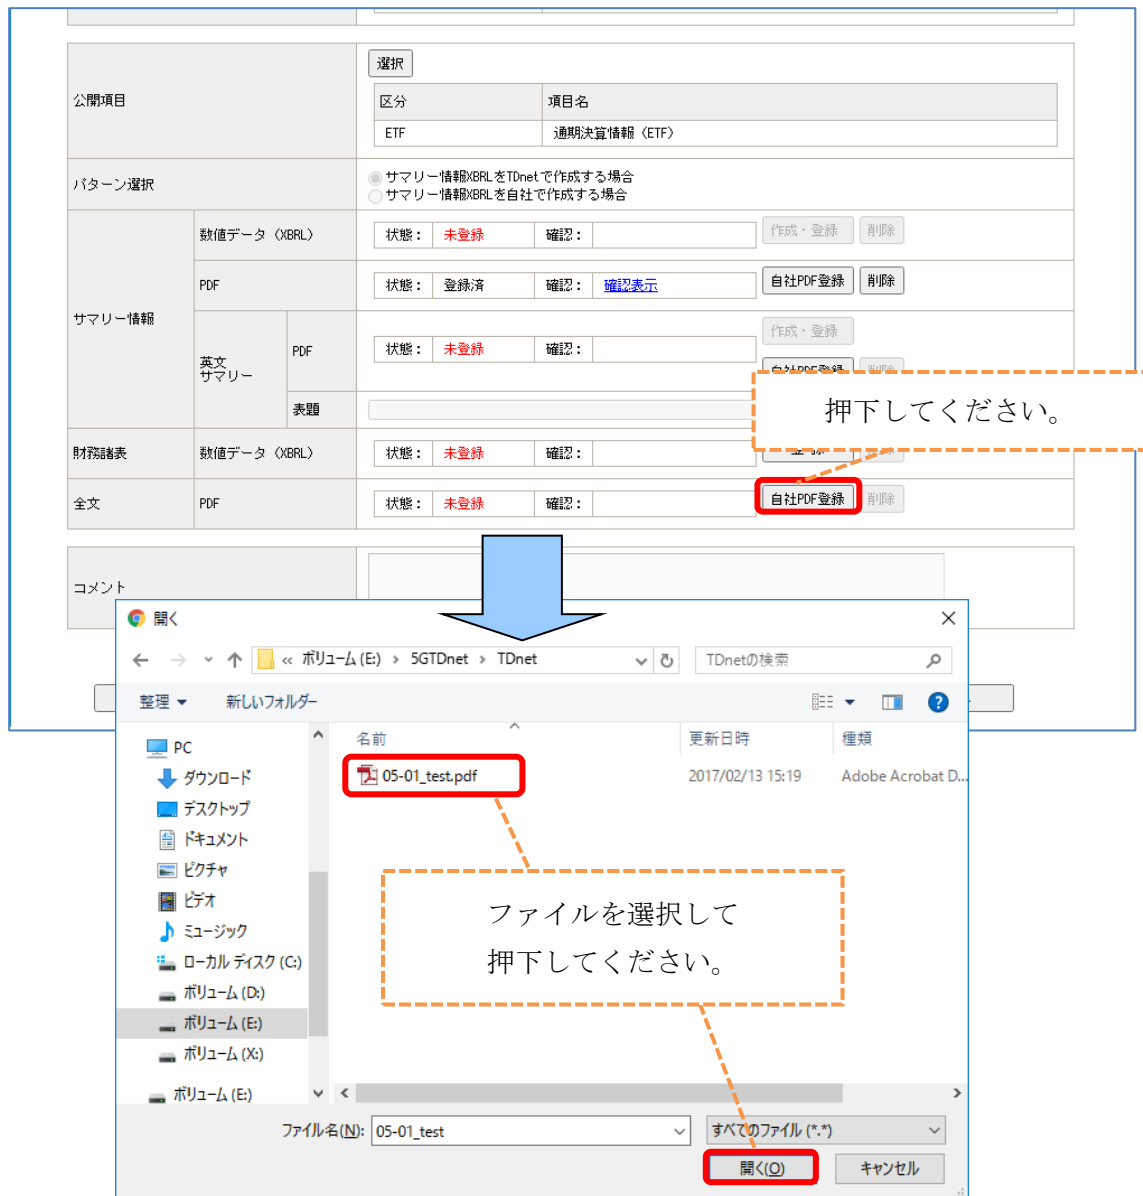 選択
公開項目
区分 項目名
ETF 通期決算情報（ETF）
パターン選択
サマリー情報XBRLをTDnetで作成する場合
サマリー情報XBRLを自社で作成する場合
サマリー情報
数値データ（XBRL） 状態： 未登録 確認： 作成・登録 削除
PDF 状態： 登録済 確認： 確認表示 自社PDF登録 削除
英文
サマリー
PDF 状態： 未登録 確認： 作成・登録
自社PDF登録 削除
表題
押下してください。
財務諸表 数値データ（XBRL） 状態： 未登録 確認：
全文 PDF 状態： 未登録 確認： 自社PDF登録 削除
コメント
開く
« ボリューム (E:) › 5GTDnet › TDnet TDnetの検索
整理 新しいフォルダー
名前 更新日時 種類
PC
05-01_test.pdf 2017/02/13 15:19 Adobe Acrobat D...
ダウンロード
デスクトップ
ドキュメント
ピクチャ
ビデオ
ミュージック
ローカル ディスク (C:)
ボリューム (D:)
ボリューム (E:)
ボリューム (X:)
ボリューム (E:)
ファイルを選択して
押下してください。
ファイル名(N): 05-01_test すべてのファイル (*.*)
開く(O) キャンセル